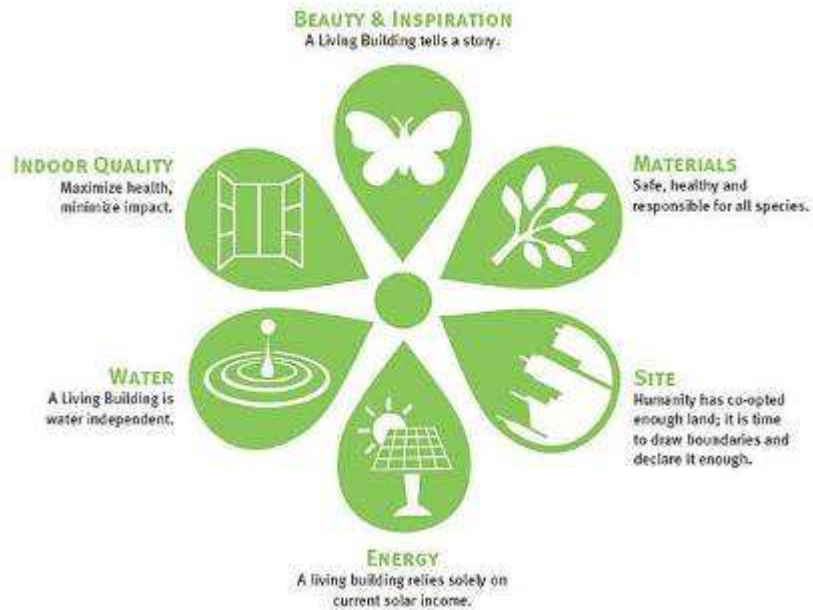 BEAUTY & INSPIRATION
A Living Building tells a story.
INDOOR QUALITY
Maximize health,
minimize impact.
MATERIALS
Safe, healthy and
responsible for all species.
WATER
A Living Building is
water independent.
SITE
Humanity has co-opted
enough land; it is time
to draw boundaries and
declare it enough.
ENERGY
A living building relies solely on
current solar income.